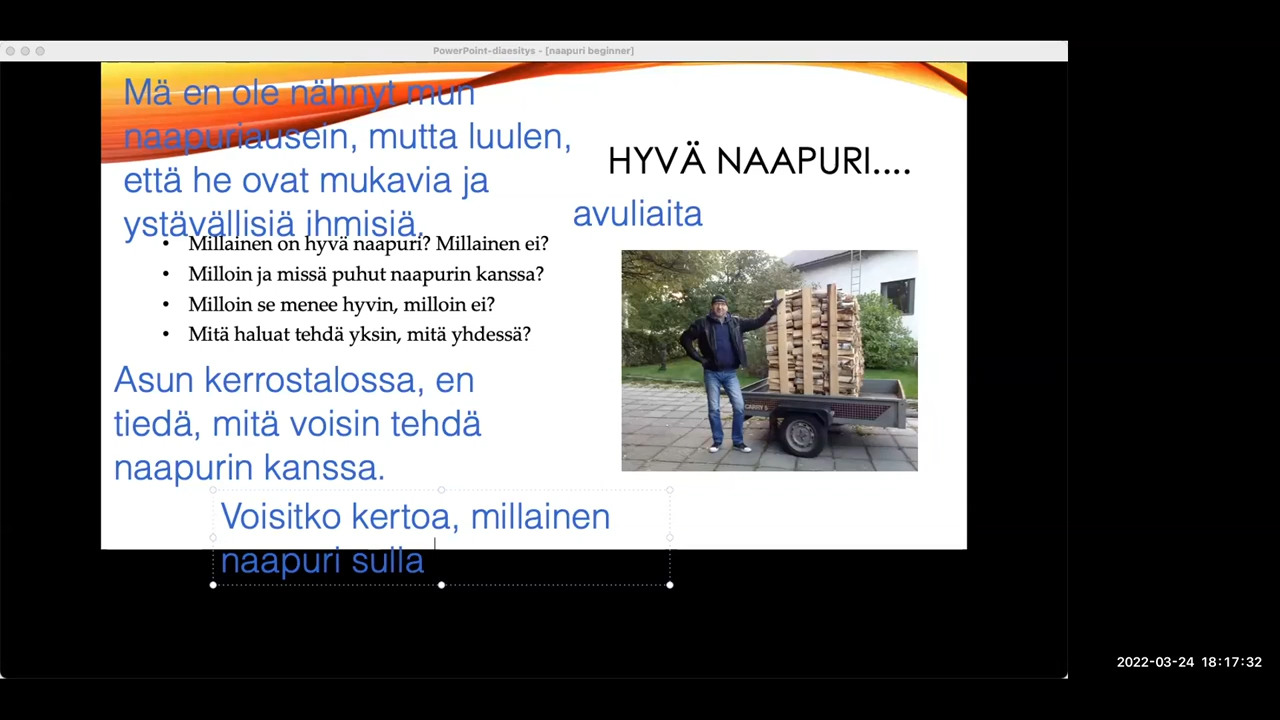 PowerPoint-diaesitys - [naapuri beginner]
Mä en ole nähnyt mun
naapuriausein, mutta luulen,
että he ovat mukavia ja
ystävällisiä ihmisiä.
HYVÄ NAAPURI....
avuliaita
• Millainen on hyvä naapuri? Millainen ei?
• Milloin ja missä puhut naapurin kanssa?
• Milloin se menee hyvin, milloin ei?
• Mitä haluat tehdä yksin, mitä yhdessä?
CARRY S
Asun kerrostalossa, en
tiedä, mitä voisin tehdä
naapurin kanssa.
Voisitko kertoa, millainen
naapuri sulla
2022-03-24 18:17:32